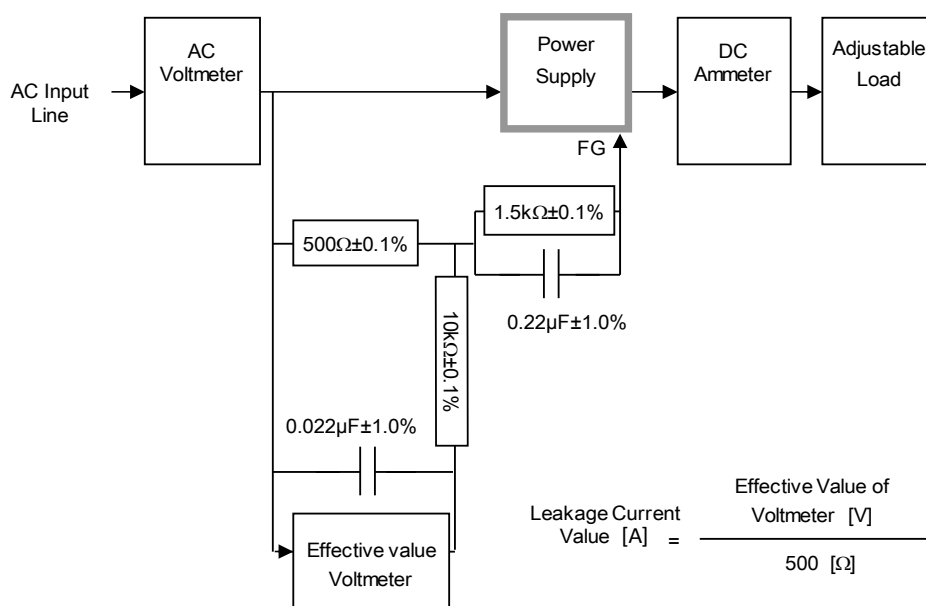 AC
Voltmeter
Power
Supply
DC
Ammeter
Adjustable
Load
AC Input
Line
FG
1.5kΩ±0.1%
500Ω±0.1%
0.22µF±1.0%
10kΩ±0.1%
0.022µF±1.0%
Effective value
Voltmeter
Leakage Current
Value [A]
=
Effective Value of
Voltmeter [V]
500 [Ω]